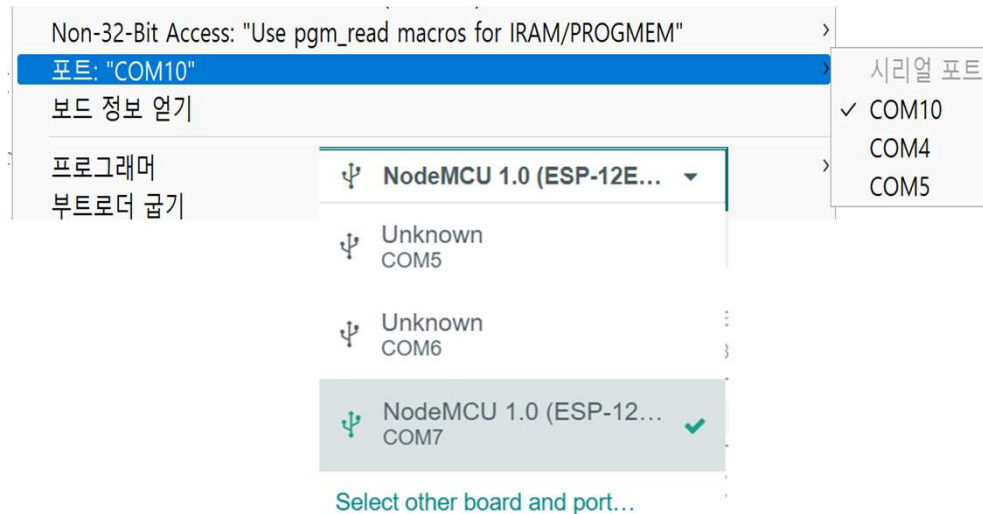 Non-32-Bit Access: "Use pgm_read macros for IRAM/PROGMEM"
포트: "COM10"
보드 정보 얻기
프로그래머
부트로더 굽기
시리얼 포트
COM10
COM4
COM5
NodeMCU 1.0 (ESP-12E...
Unknown
COM5
Unknown
COM6
NodeMCU 1.0 (ESP-12...
COM7
Select other board and port...